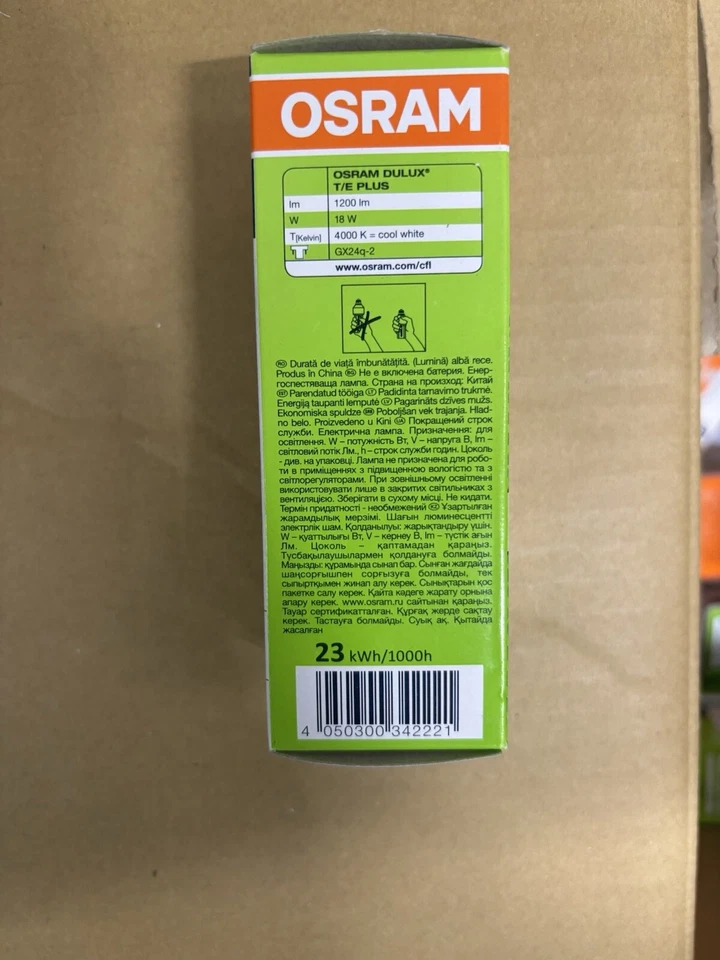 OSRAM
OSRAM DULUX®
T/E PLUS
lm 1200 lm
W 18 W
T[Kelvin] 4000 K = cool white
GX24q-2
www.osram.com/cfl
RO Durată de viață îmbunătățită. (Lumină) albă rece.
Produs în China BG Не е включена батерия. Енер-
госпестяваща лампа. Страна на произход: Китай
EST Parendatud tööiga LT Padidinta tarnavimo trukmė.
Energiją taupanti lemputė LV Pagarināts dzīves mužs.
Ekonomiska spuldze Poboljšan vek trajanja. Hlad-
no belo. Proizvedeno u Kini UA Покращений строк
служби. Електрична лампа. Призначення: для
освітлення. W – потужність Вт, V – напруга В, lm –
світловий потік Лм., h – строк служби годин. Цоколь
- див. на упаковці. Лампа не призначена для робо-
ти в приміщеннях з підвищенною вологістю та з
світлорегуляторами. При зовнішньому освітленні
використовувати лише в закритих світильниках з
вентиляцією. Зберігати в сухому місці. Не кидати.
Термін придатності - необмежений KZ Ұзартылған
жарамдылық мерзімі. Шағын люминесцентті
электрлік шам. Қолданылуы: жарықтандыру үшін.
W – қуаттылығы Вт, V – кернеу В, lm – түстік ағын
Лм. Цоколь – қаптамадан қараңыз.
Түсбақылаушылармен қолдануға болмайды.
Маңызды: құрамында сынап бар. Сынған жағдайда
шаңсорғышпен сорғызуға болмайды, тек
сыпыртқымен жинап алу керек. Сынықтарын қос
пакетке салу керек. Қайта кәдеге жарату орнына
апару керек. www.osram.ru сайтынан қараңыз.
Тауар сертификатталған. Құрғақ жерде сақтау
керек. Тастауға болмайды. Суық ақ. Қытайда
жасалған
23 kWh/1000h
4 050300 342221